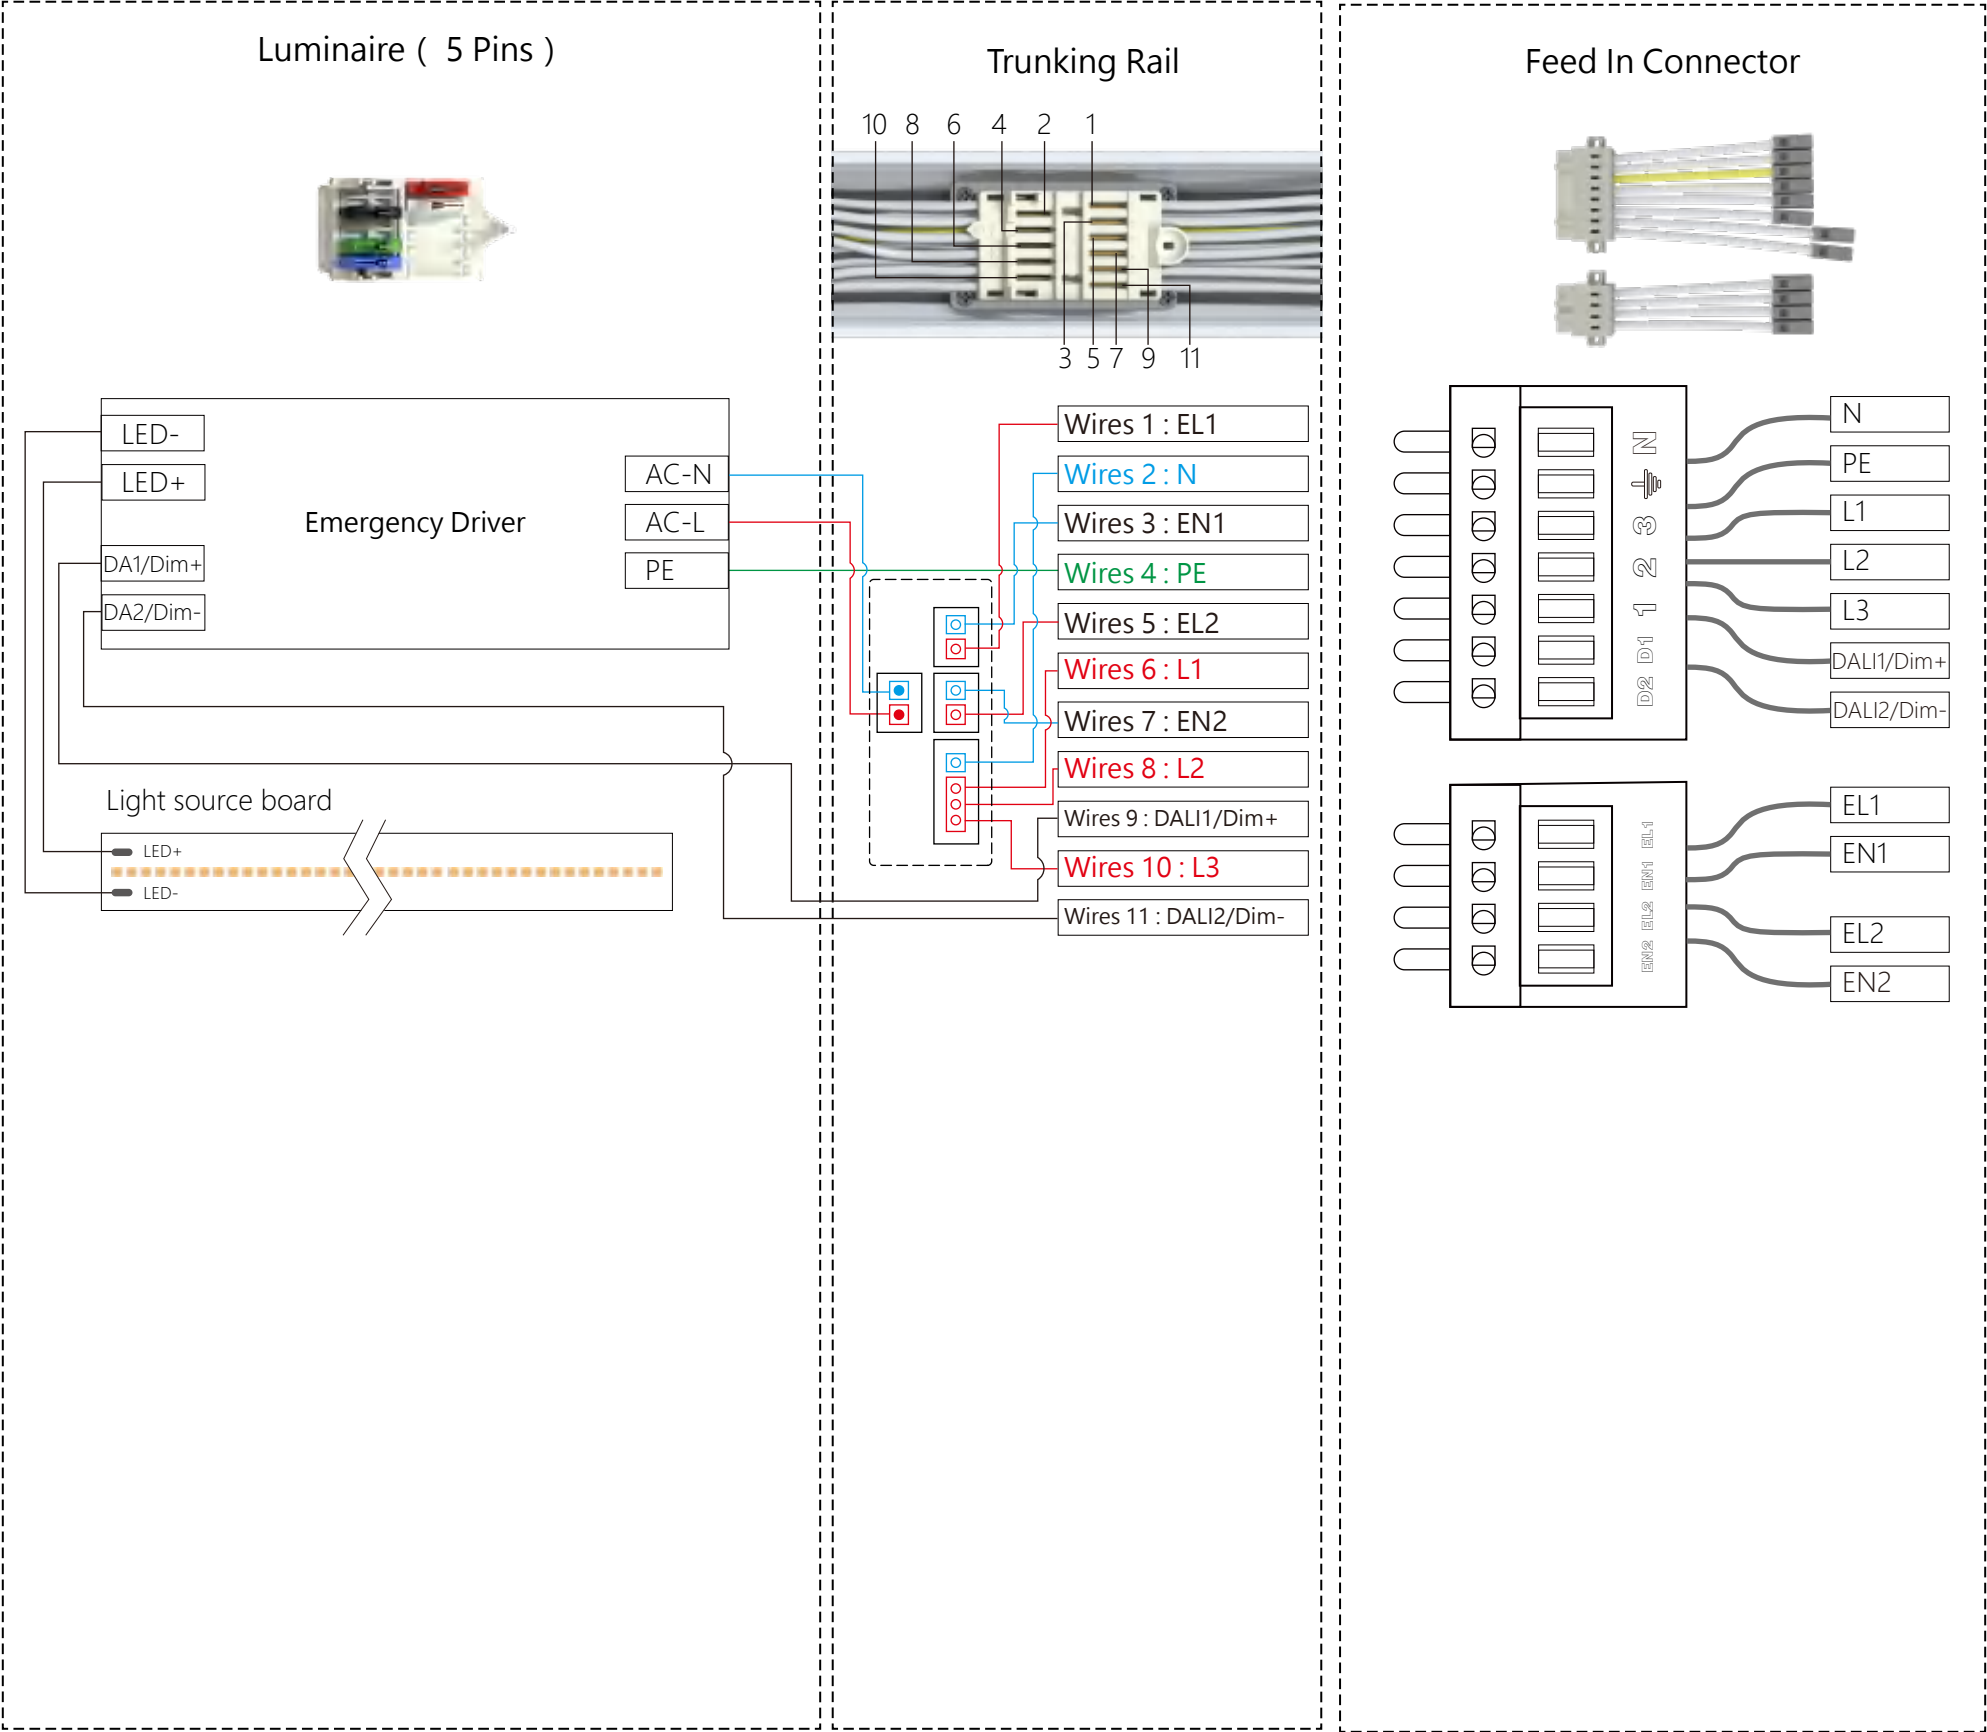 Luminaire ( 5 Pins )
LED-
LED+
DA1/Dim+
DA2/Dim-
Emergency Driver
AC-N
AC-L
PE
Light source board
LED+
LED-
Trunking Rail
10 8 6 4 2 1
3 5 7 9 11
Wires 1 : EL1
Wires 2 : N
Wires 3 : EN1
Wires 4 : PE
Wires 5 : EL2
Wires 6 : L1
Wires 7 : EN2
Wires 8 : L2
Wires 9 : DALI1/Dim+
Wires 10 : L3
Wires 11 : DALI2/Dim-
Feed In Connector
N
3
2
1
D1
D2
N
PE
L1
L2
L3
DALI1/Dim+
DALI2/Dim-
EL1
EN1
EL2
EN2
EL1
EN1
EL2
EN2